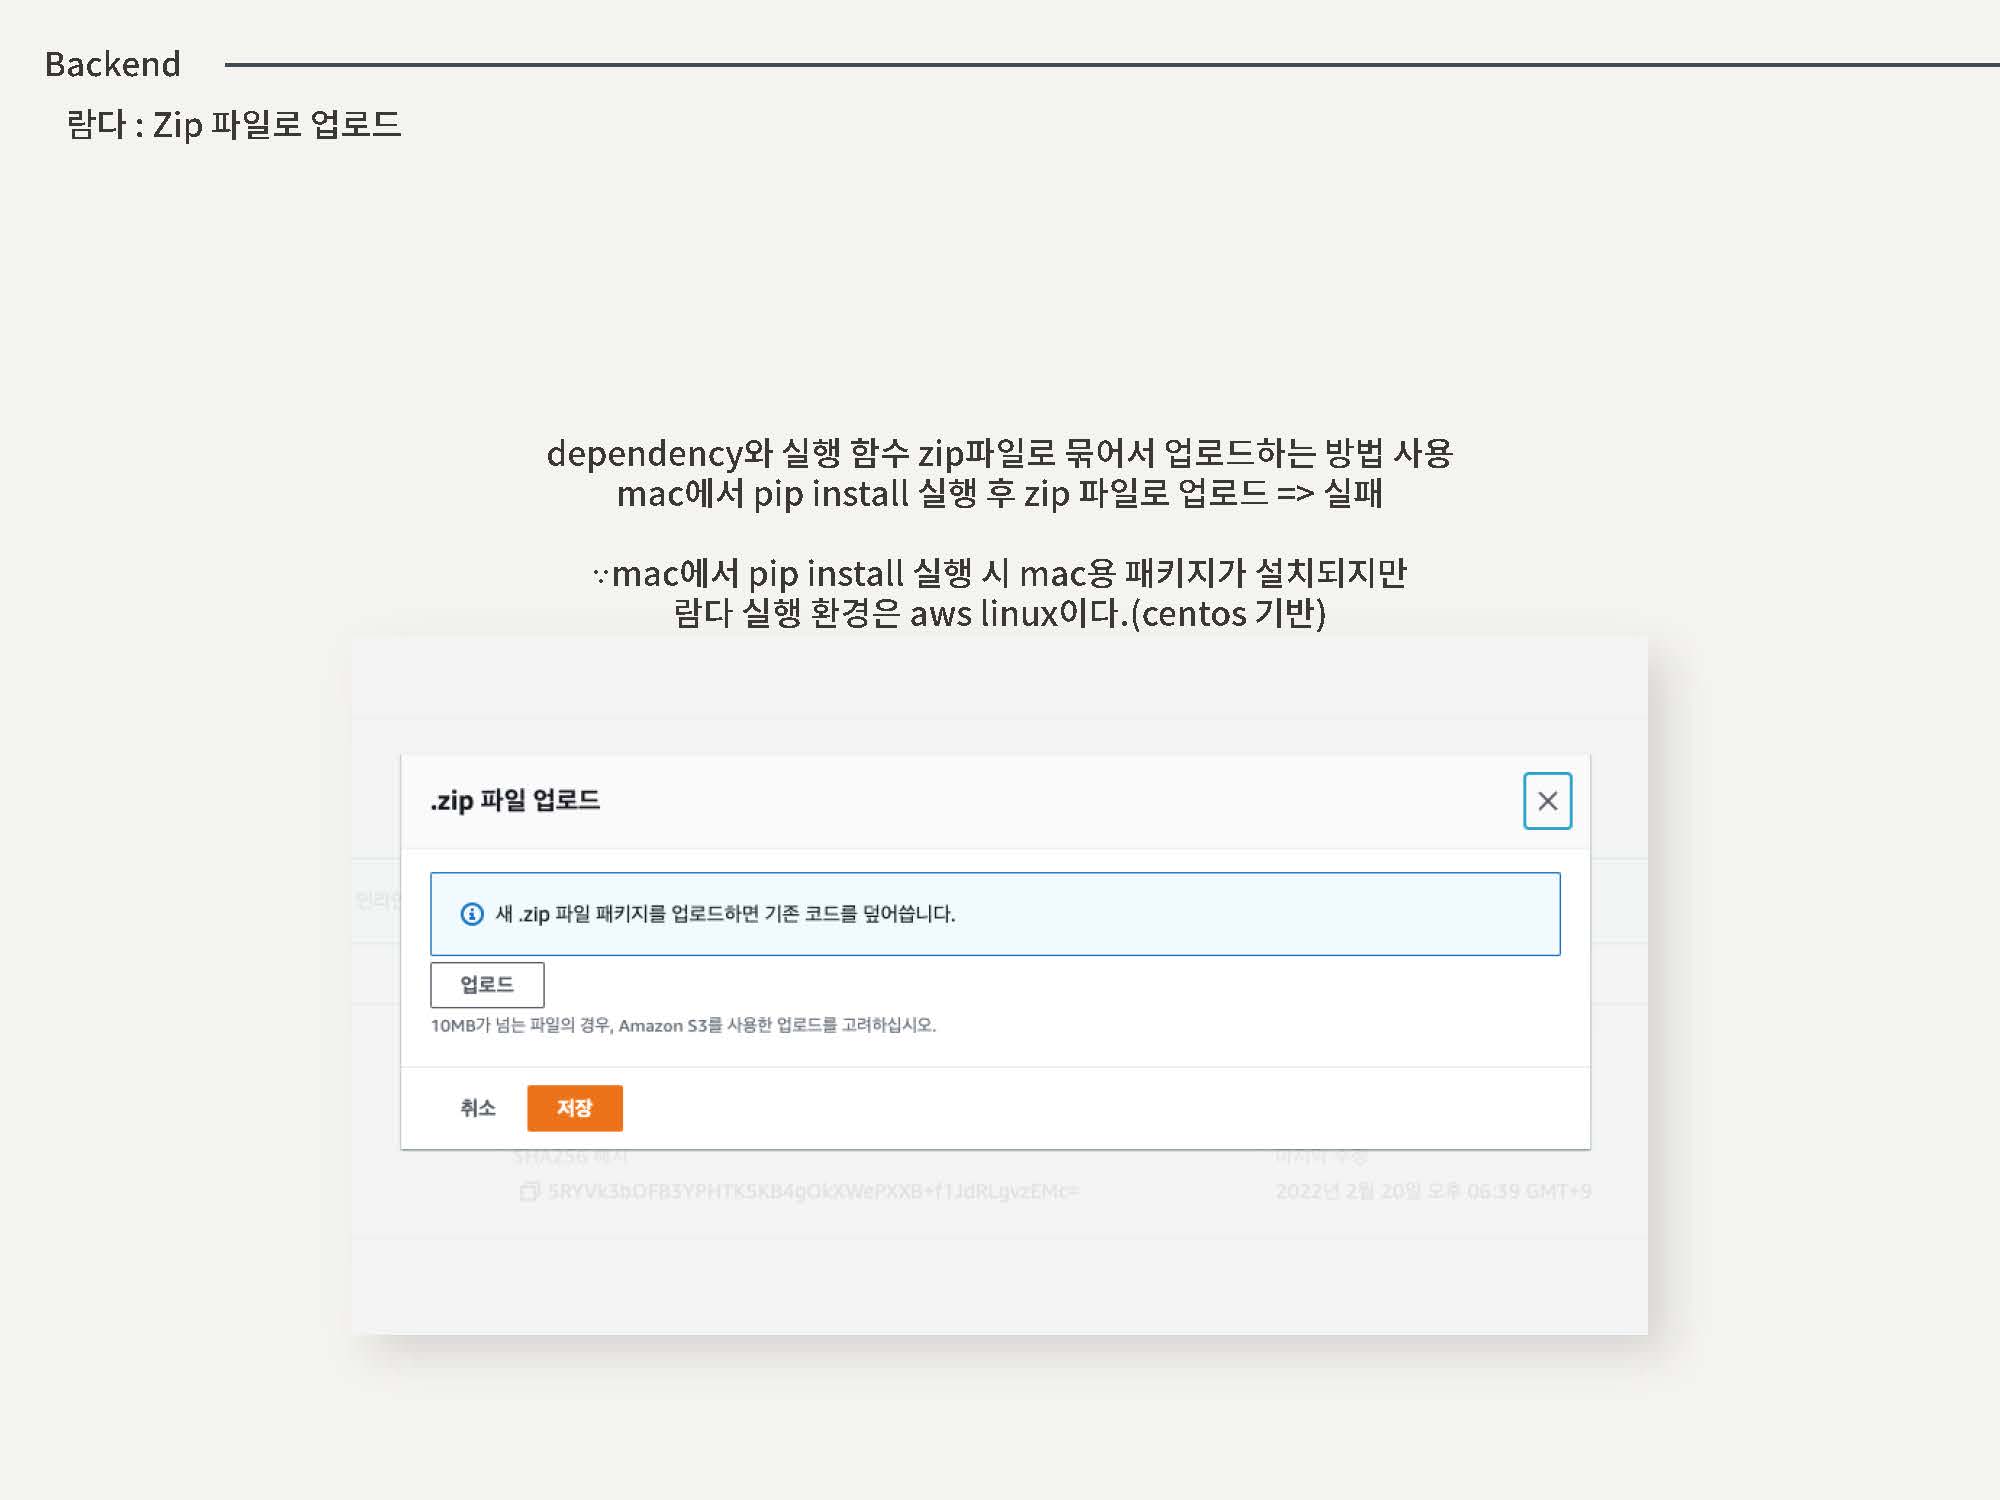 Backend
람다 : Zip 파일로 업로드
dependency와 실행 함수 zip파일로 묶어서 업로드하는 방법 사용
mac에서 pip install 실행 후 zip 파일로 업로드 => 실패
∵mac에서 pip install 실행 시 mac용 패키지가 설치되지만
람다 실행 환경은 aws linux이다.(centos 기반)
.zip 파일 업로드
새 .zip 파일 패키지를 업로드하면 기존 코드를 덮어씁니다.
업로드
10MB가 넘는 파일의 경우, Amazon S3를 사용한 업로드를 고려하십시오.
취소 저장
SHA256 해시 마지막 수정
2022년 2월 20일 오후 06:39 GMT+9